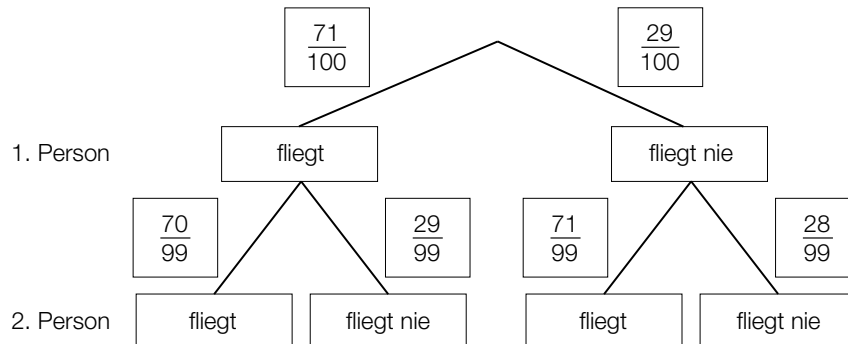 71/100 29/100
1. Person fliegt fliegt nie
70/99 29/99 71/99 28/99
2. Person fliegt fliegt nie fliegt fliegt nie